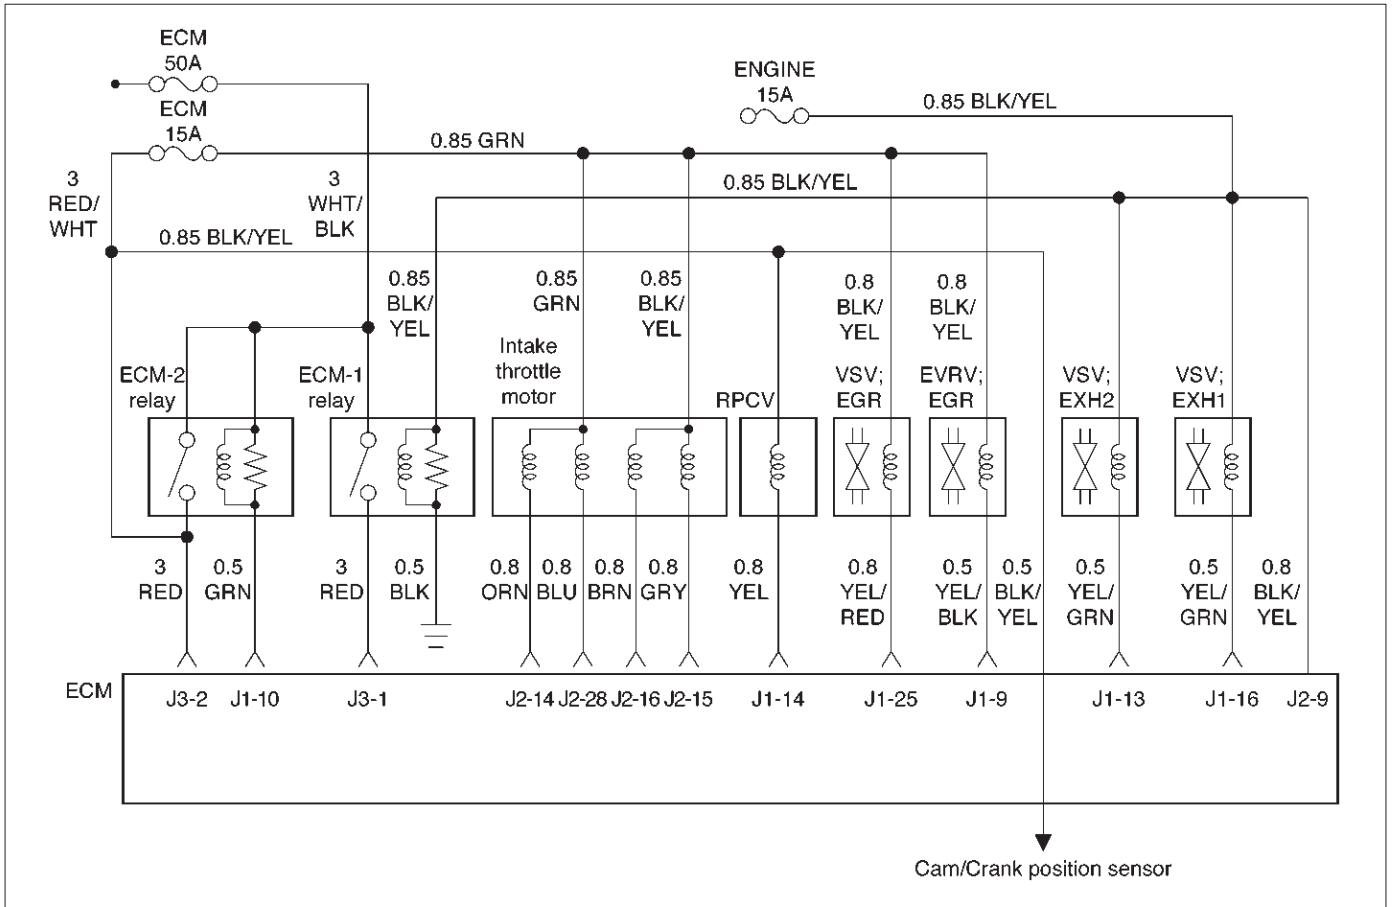 ECM
50A
ECM
15A
ENGINE
15A
0.85 BLK/YEL
0.85 GRN
0.85 BLK/YEL
3
RED/
WHT
3
WHT/
BLK
0.85 BLK/YEL
0.85
BLK/
YEL
0.85
GRN
0.85
BLK/
YEL
0.8
BLK/
YEL
0.8
BLK/
YEL
ECM-2
relay
ECM-1
relay
Intake
throttle
motor
RPCV
VSV;
EGR
EVRV;
EGR
VSV;
EXH2
VSV;
EXH1
3
RED
0.5
GRN
3
RED
0.5
BLK
0.8
ORN
0.8
BLU
0.8
BRN
0.8
GRY
0.8
YEL
0.8
YEL/
RED
0.5
YEL/
BLK
0.5
BLK/
YEL
0.5
YEL/
GRN
0.5
YEL/
GRN
0.8
BLK/
YEL
ECM
J3-2 J1-10 J3-1 J2-14 J2-28 J2-16 J2-15 J1-14 J1-25 J1-9 J1-13 J1-16 J2-9
Cam/Crank position sensor